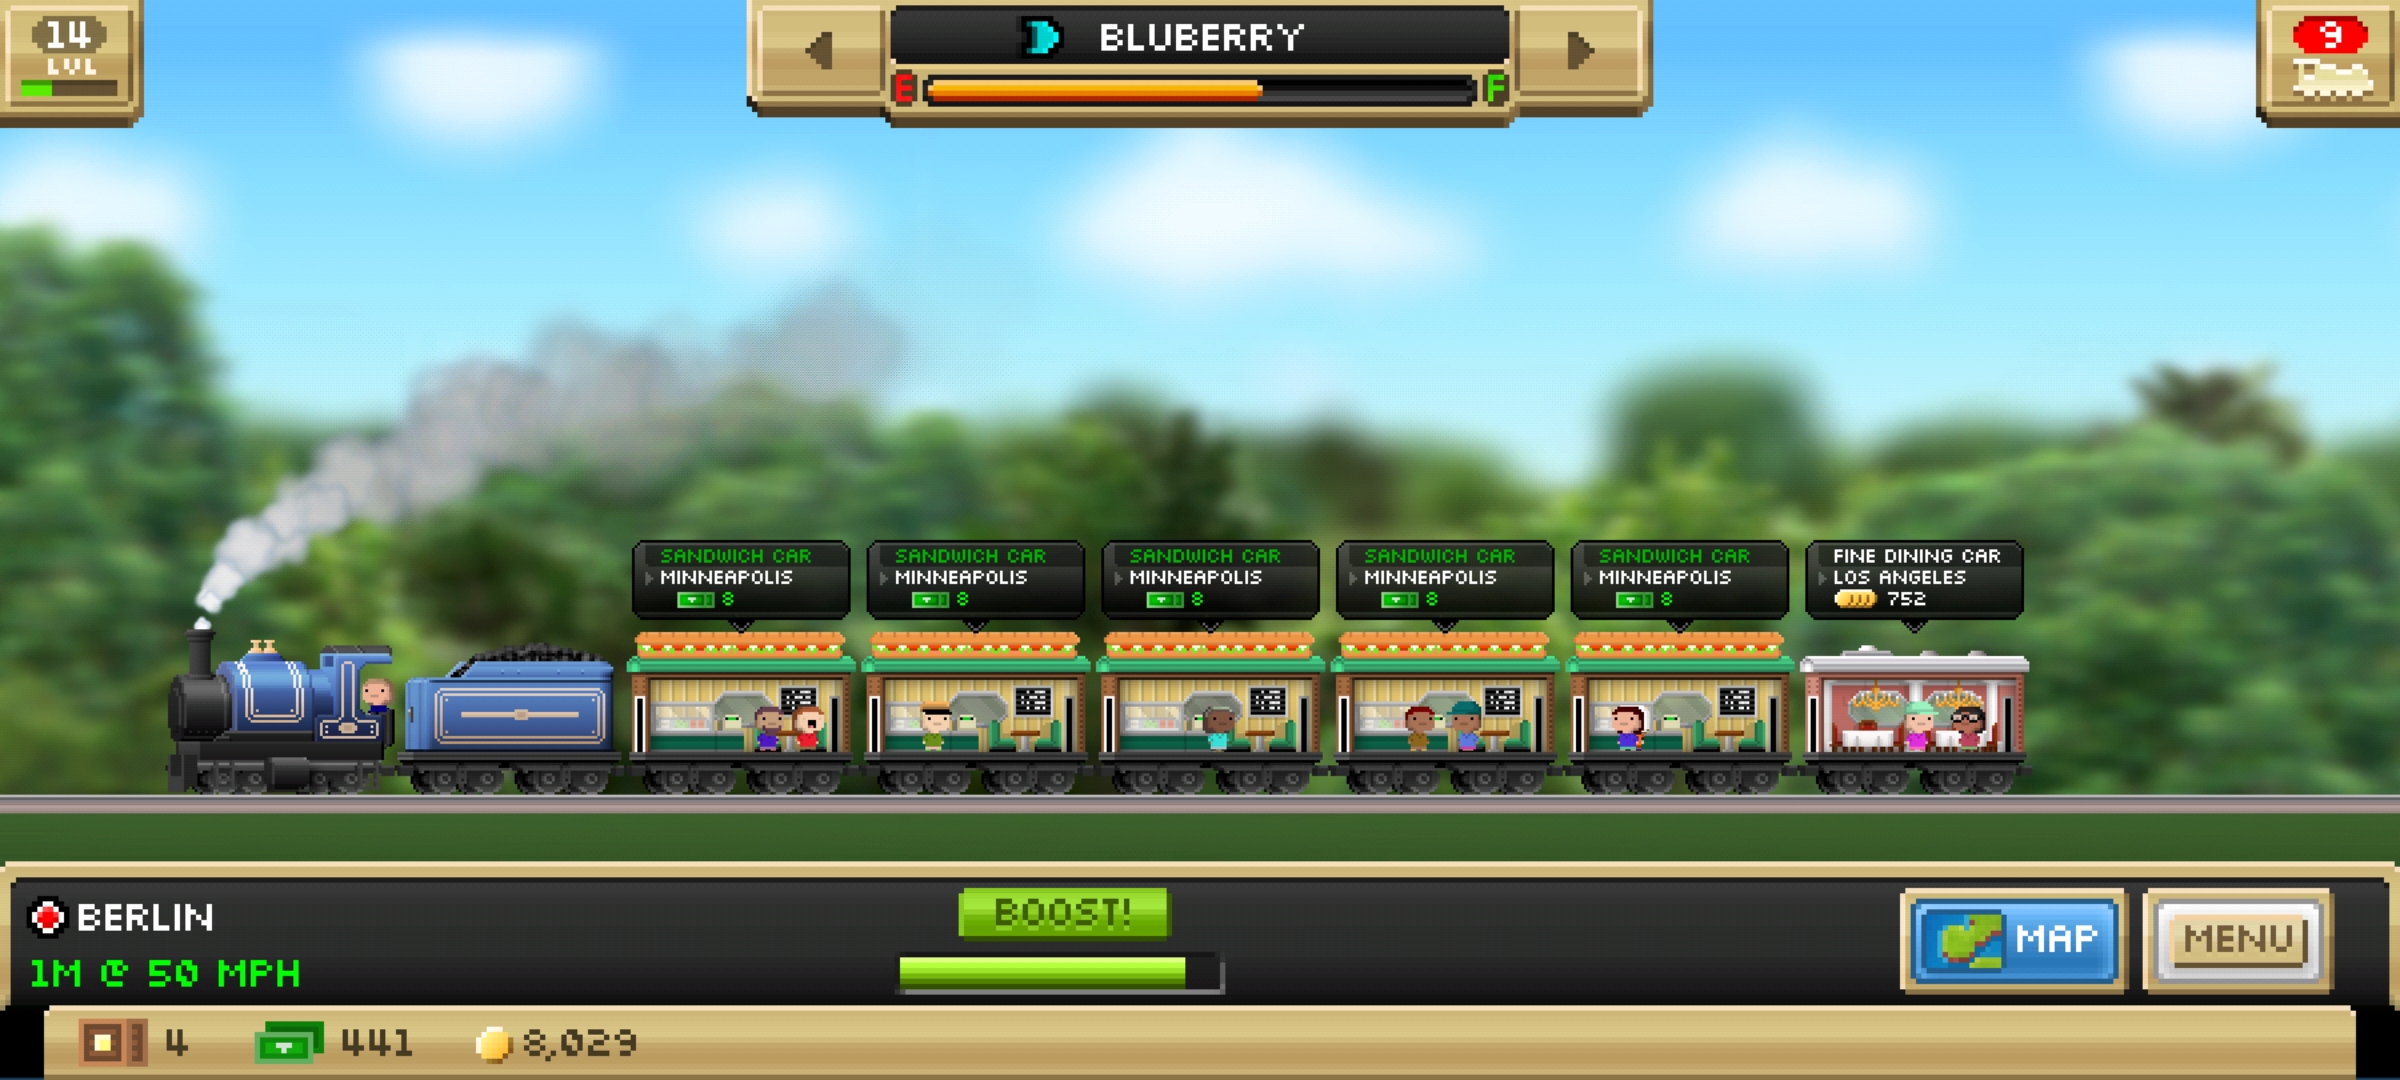 14
LVL
BLUBERRY
E
F
9
SANDWICH CAR
MINNEAPOLIS
8
SANDWICH CAR
MINNEAPOLIS
8
SANDWICH CAR
MINNEAPOLIS
8
SANDWICH CAR
MINNEAPOLIS
8
SANDWICH CAR
MINNEAPOLIS
8
FINE DINING CAR
LOS ANGELES
752
BERLIN
1M @ 50 MPH
BOOST!
MAP
MENU
4
441
8,029